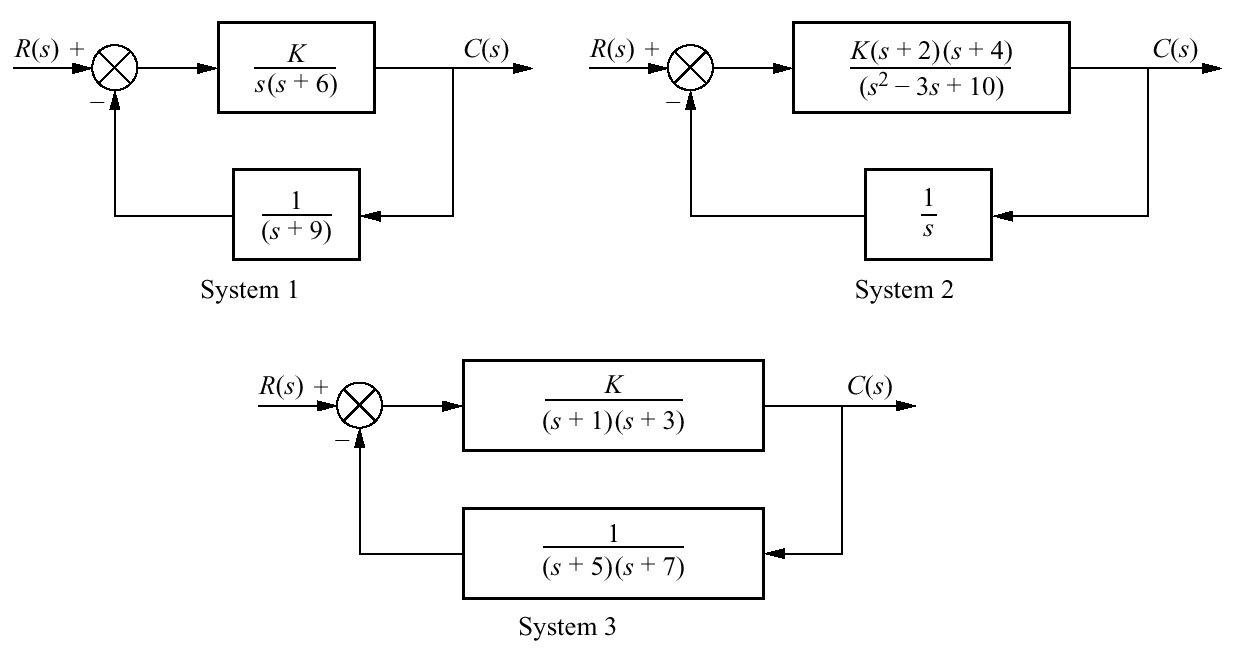 R(s) +
K
s(s + 6)
C(s)
−
1
(s + 9)
System 1
R(s) +
K(s + 2)(s + 4)
(s² − 3s + 10)
C(s)
−
1
s
System 2
R(s) +
K
(s + 1)(s + 3)
C(s)
−
1
(s + 5)(s + 7)
System 3